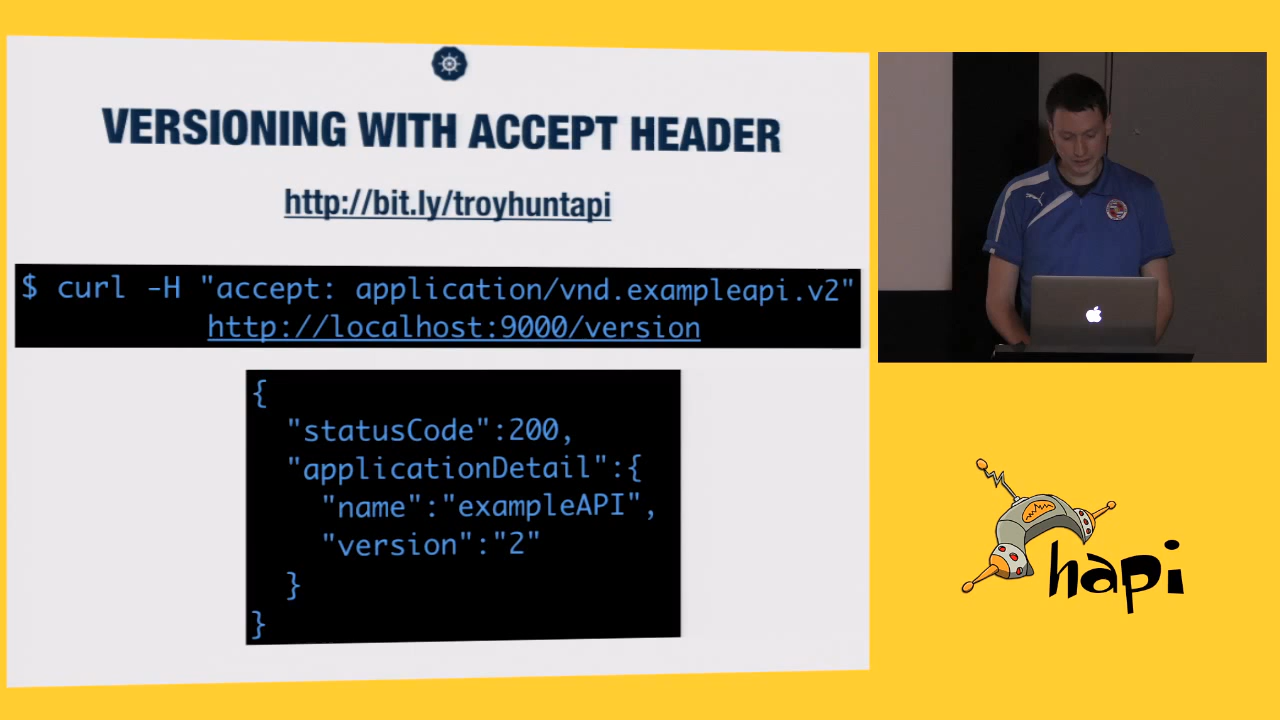 VERSIONING WITH ACCEPT HEADER
http://bit.ly/troyhuntapi
$ curl -H "accept: application/vnd.exampleapi.v2"
http://localhost:9000/version
{
"statusCode":200,
"applicationDetail":{
"name":"exampleAPI",
"version":"2"
}
}
hapi